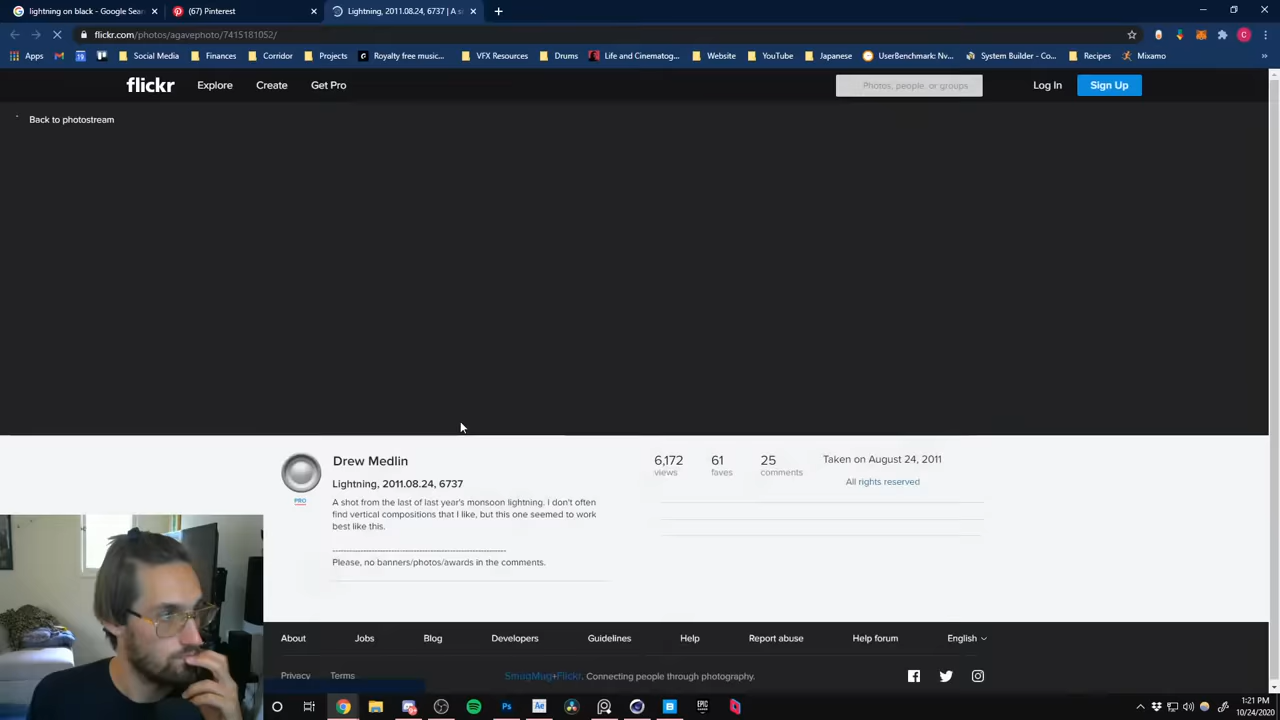 lightning on black - Google Sea
(67) Pinterest
Lightning, 2011.08.24, 6737 | A s
flickr.com/photos/agavephoto/7415181052/
Apps
Social Media
Finances
Corridor
Projects
Royalty free music...
VFX Resources
Drums
Life and Cinematog...
Website
YouTube
Japanese
UserBenchmark: Nv...
System Builder - Co...
Recipes
Mixamo
flickr
Explore
Create
Get Pro
Photos, people, or groups
Log In
Sign Up
Back to photostream
Drew Medlin
PRO
Lightning, 2011.08.24, 6737
A shot from the last of last year's monsoon lightning. I don't often
find vertical compositions that I like, but this one seemed to work
best like this.
--------------------------------------------------------
Please, no banners/photos/awards in the comments.
6,172
views
61
faves
25
comments
Taken on August 24, 2011
All rights reserved
About
Jobs
Blog
Developers
Guidelines
Help
Report abuse
Help forum
English
Privacy
Terms
SmugMug+Flickr. Connecting people through photography.
1:21 PM
10/24/2020